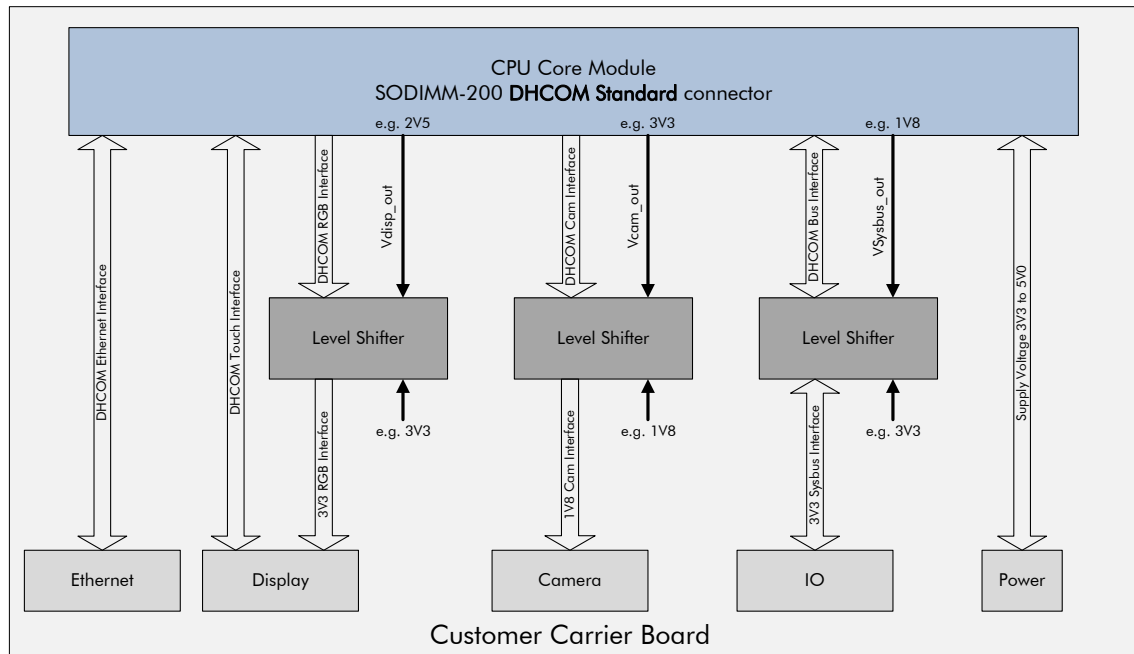 CPU Core Module
SODIMM-200 DHCOM Standard connector
e.g. 2V5
e.g. 3V3
e.g. 1V8
DHCOM Ethernet Interface
DHCOM Touch Interface
DHCOM RGB Interface
Vdisp_out
DHCOM Cam Interface
Vcam_out
DHCOM Bus Interface
VSysbus_out
Supply Voltage 3V3 to 5V0
Level Shifter
Level Shifter
Level Shifter
e.g. 3V3
e.g. 1V8
e.g. 3V3
3V3 RGB Interface
1V8 Cam Interface
3V3 Sysbus Interface
Ethernet
Display
Camera
IO
Power
Customer Carrier Board